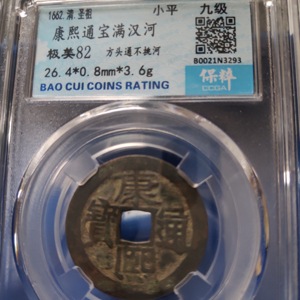 1662.清.圣祖 小平 九级
康熙通宝满汉河
极美82 方头通不挑河
26.4*0.8mm*3.6g
BAO CUI COINS RATING
B0021N3293
保粹
CCGA
康熙通寶